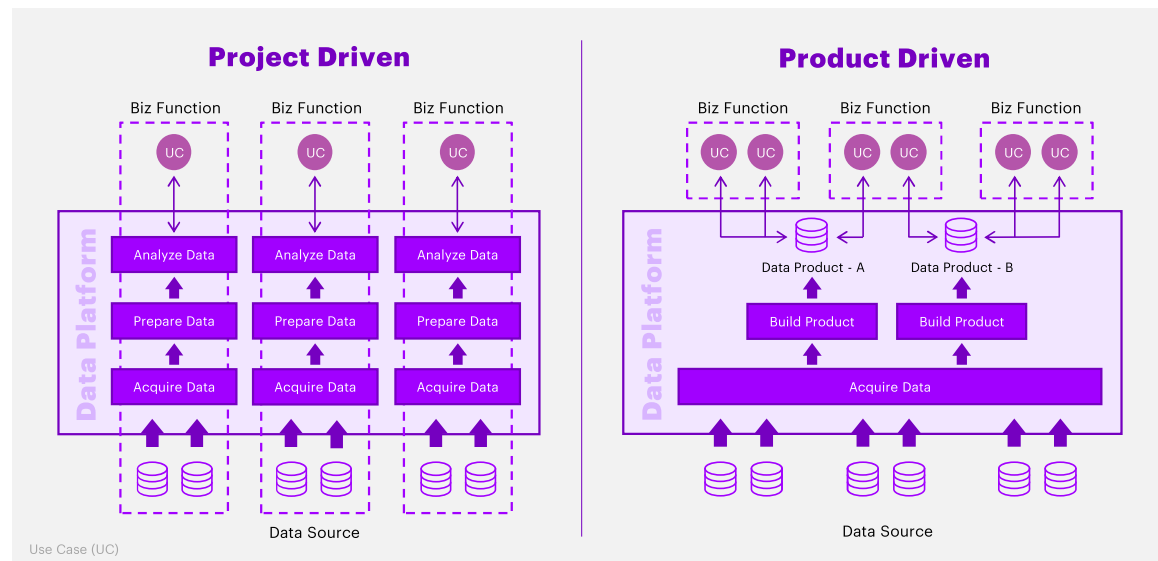 Project Driven
Biz Function
Biz Function
Biz Function
UC
UC
UC
Data Platform
Analyze Data
Analyze Data
Analyze Data
Prepare Data
Prepare Data
Prepare Data
Acquire Data
Acquire Data
Acquire Data
Data Source
Use Case (UC)
Product Driven
Biz Function
Biz Function
Biz Function
UC
UC
UC
UC
UC
UC
Data Platform
Data Product - A
Data Product - B
Build Product
Build Product
Acquire Data
Data Source